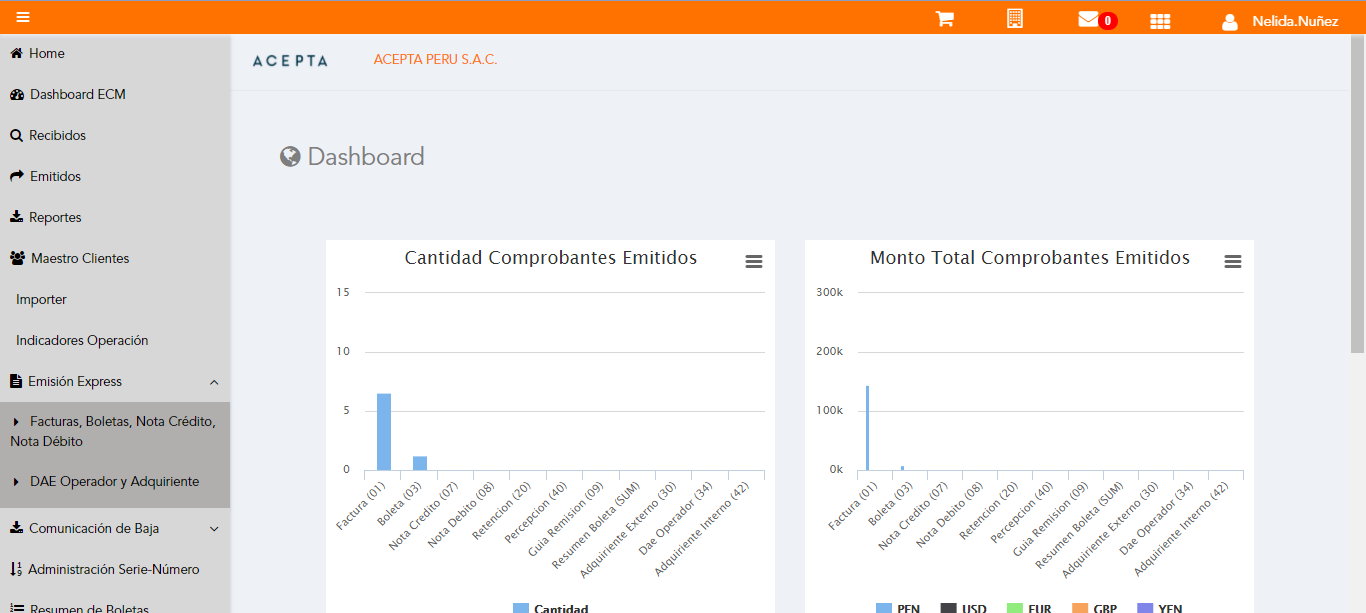 0
Nelida.Nuñez
Home
Dashboard ECM
Recibidos
Emitidos
Reportes
Maestro Clientes
Importer
Indicadores Operación
Emisión Express
Facturas, Boletas, Nota Crédito,
Nota Débito
DAE Operador y Adquiriente
Comunicación de Baja
Administración Serie-Número
Resumen de Boletas
ACEPTA
ACEPTA PERU S.A.C.
Dashboard
Cantidad Comprobantes Emitidos
15
10
5
0
Factura (01)
Boleta (03)
Nota Credito (07)
Nota Debito (08)
Retencion (20)
Percepcion (40)
Guia Remision (09)
Resumen Boleta (SUM)
Adquiriente Externo (30)
Dae Operador (34)
Adquiriente Interno (42)
Cantidad
Monto Total Comprobantes Emitidos
300k
200k
100k
0k
Factura (01)
Boleta (03)
Nota Credito (07)
Nota Debito (08)
Retencion (20)
Percepcion (40)
Guia Remision (09)
Resumen Boleta (SUM)
Adquiriente Externo (30)
Dae Operador (34)
Adquiriente Interno (42)
PEN USD EUR GBP YEN